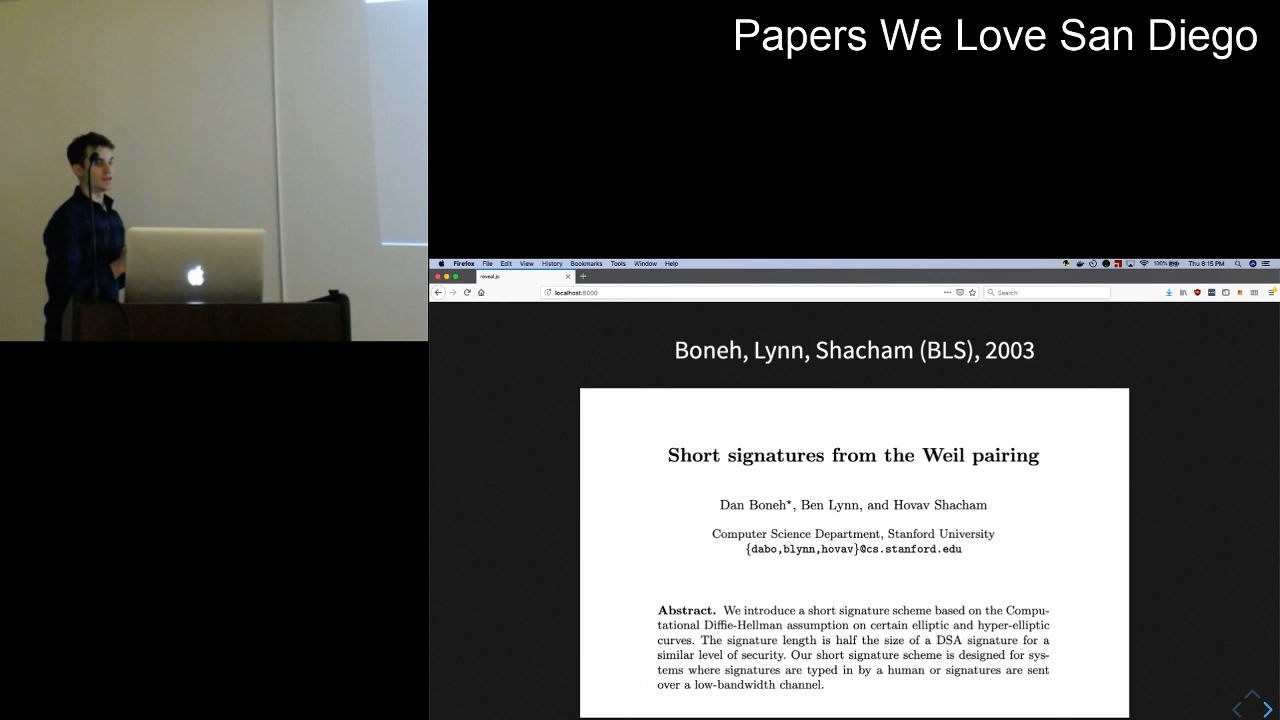 Papers We Love San Diego
Firefox File Edit View History Bookmarks Tools Window Help
100%
Thu 8:15 PM
reveal.js
localhost:8000
Search
Boneh, Lynn, Shacham (BLS), 2003
Short signatures from the Weil pairing
Dan Boneh*, Ben Lynn, and Hovav Shacham
Computer Science Department, Stanford University
{dabo,blynn,hovav}@cs.stanford.edu
Abstract. We introduce a short signature scheme based on the Compu-
tational Diffie-Hellman assumption on certain elliptic and hyper-elliptic
curves. The signature length is half the size of a DSA signature for a
similar level of security. Our short signature scheme is designed for sys-
tems where signatures are typed in by a human or signatures are sent
over a low-bandwidth channel.